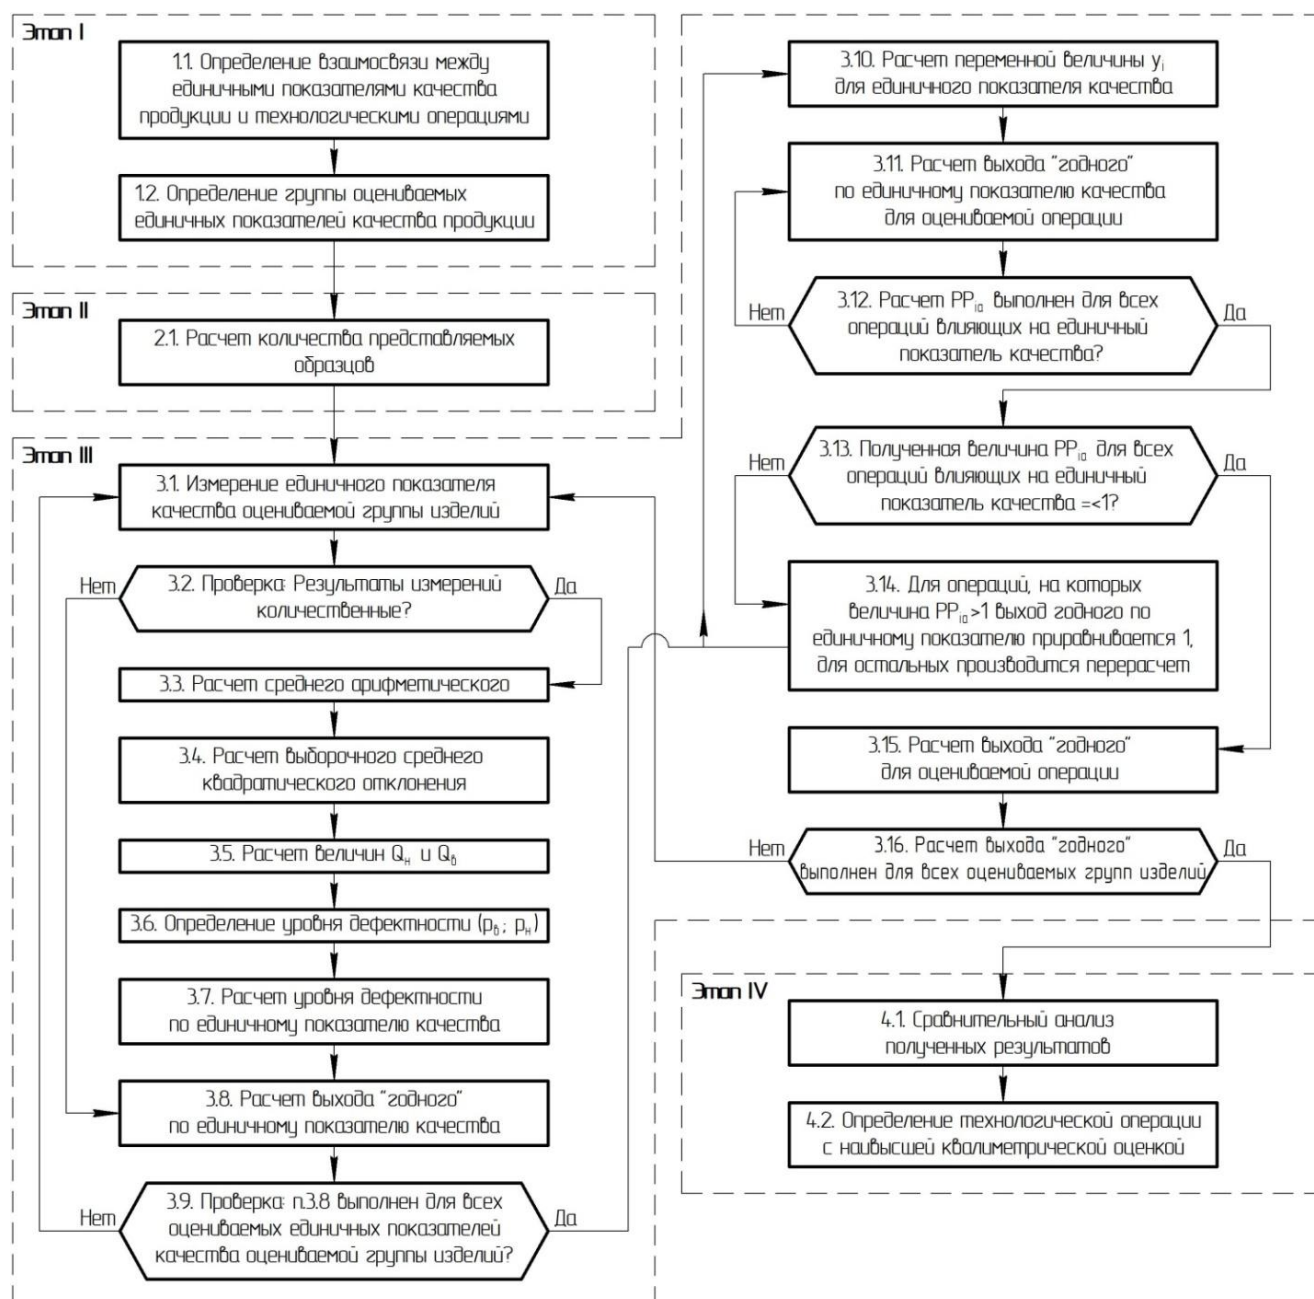 Этап I
1.1. Определение взаимосвязи между
единичными показателями качества
продукции и технологическими операциями
1.2. Определение группы оцениваемых
единичных показателей качества продукции
Этап II
2.1. Расчет количества представляемых
образцов
Этап III
3.1. Измерение единичного показателя
качества оцениваемой группы изделий
Нет
3.2. Проверка: Результаты измерений
количественные?
Да
3.3. Расчет среднего арифметического
3.4. Расчет выборочного среднего
квадратического отклонения
3.5. Расчет величин Qн и Qв
3.6. Определение уровня дефектности (pв; pн)
3.7. Расчет уровня дефектности
по единичному показателю качества
3.8. Расчет выхода "годного"
по единичному показателю качества
Нет
3.9. Проверка: п.3.8 выполнен для всех
оцениваемых единичных показателей
качества оцениваемой группы изделий?
Да
3.10. Расчет переменной величины yi
для единичного показателя качества
3.11. Расчет выхода "годного"
по единичному показателю качества
для оцениваемой операции
Нет
3.12. Расчет PPia выполнен для всех
операций влияющих на единичный
показатель качества?
Да
Нет
3.13. Полученная величина PPia для всех
операций влияющих на единичный
показатель качества =<1?
Да
3.14. Для операций, на которых
величина PPia>1 выход годного по
единичному показателю приравнивается 1,
для остальных производится перерасчет
3.15. Расчет выхода "годного"
для оцениваемой операции
Нет
3.16. Расчет выхода "годного"
выполнен для всех оцениваемых групп изделий
Да
Этап IV
4.1. Сравнительный анализ
полученных результатов
4.2. Определение технологической операции
с наивысшей квалиметрической оценкой